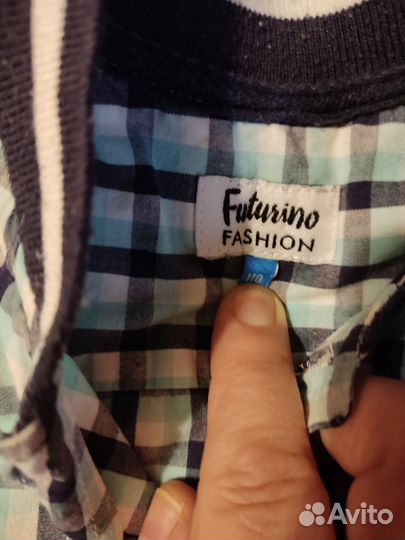 Futurino
FASHION
110
Avito